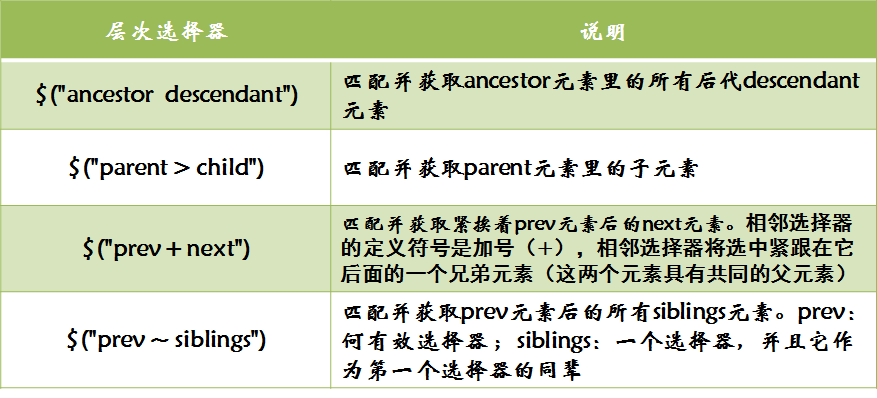 层次选择器 说明
$("ancestor descendant")
匹配并获取ancestor元素里的所有后代descendant
元素
$("parent > child") 匹配并获取parent元素里的子元素
$("prev + next")
匹配并获取紧挨着prev元素后的next元素。相邻选择器
的定义符号是加号（+），相邻选择器将选中紧跟在它
后面的一个兄弟元素（这两个元素具有共同的父元素）
$("prev ~ siblings")
匹配并获取prev元素后的所有siblings元素。prev：
何有效选择器；siblings：一个选择器，并且它作
为第一个选择器的同辈